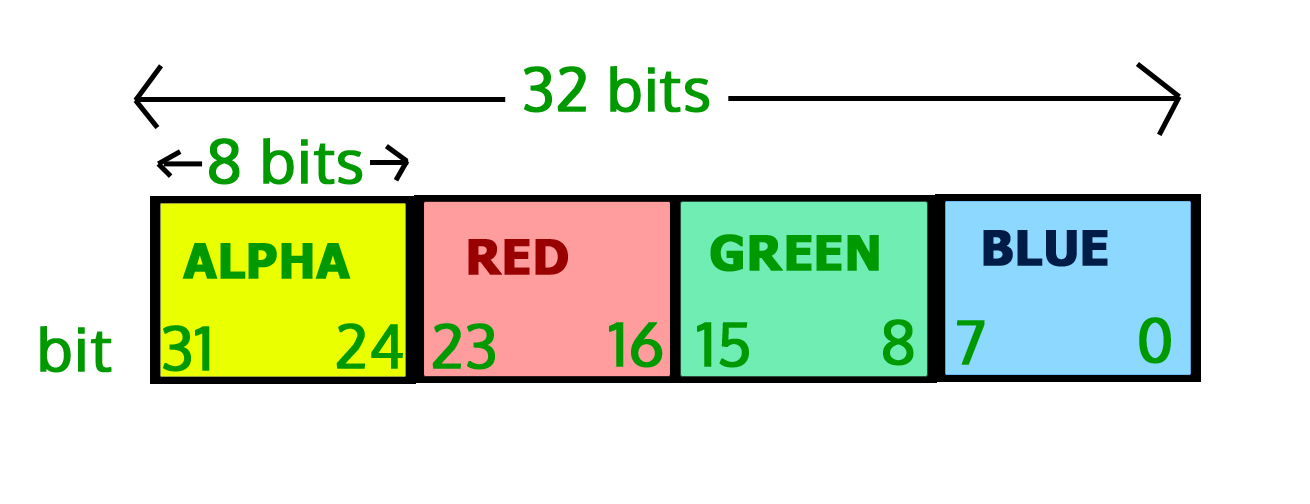 32 bits
8 bits
ALPHA RED GREEN BLUE
bit 31 24 23 16 15 8 7 0